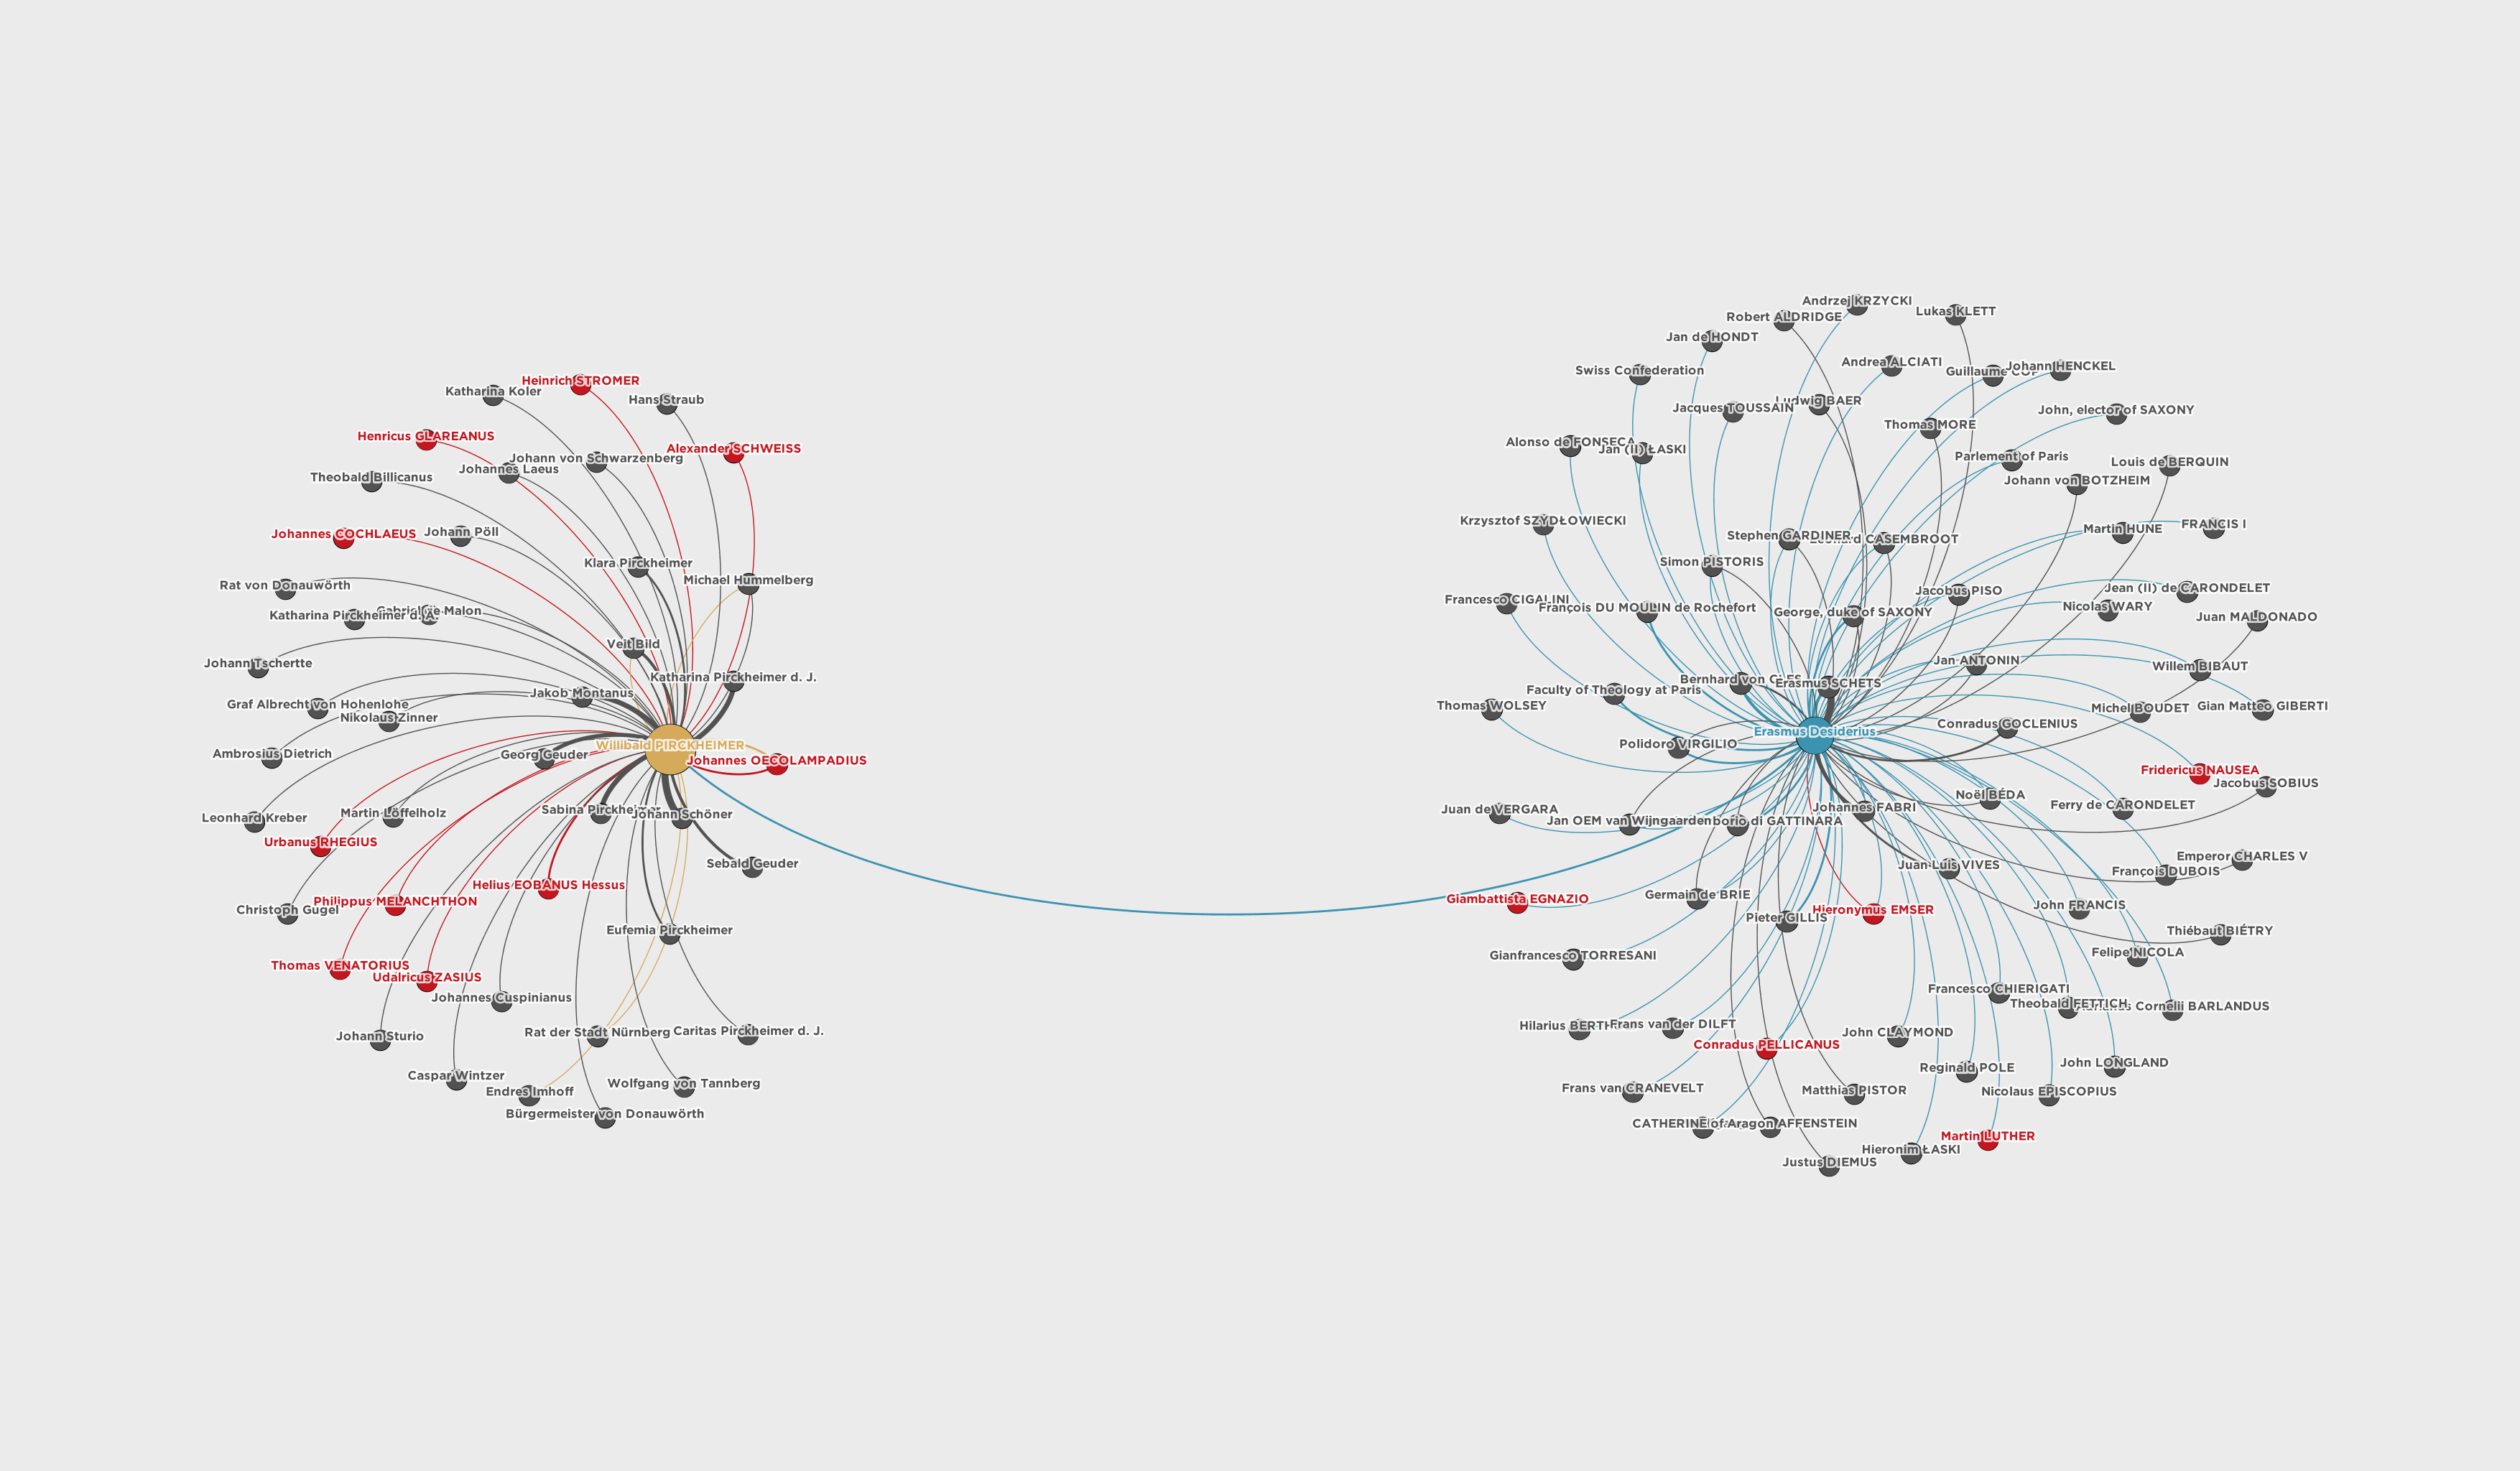 Katharina Koler
Heinrich STROMER
Hans Straub
Henricus GLAREANUS
Alexander SCHWEISS
Johann von Schwarzenberg
Johannes Laeus
Theobald Billicanus
Johannes COCHLAEUS
Johann Pöll
Klara Pirckheimer
Michael Hummelberg
Rat von Donauwörth
Katharina Pirckheimer d. Ä.
Malon
Veit Bild
Johann Tschertte
Katharina Pirckheimer d. J.
Jakob Montanus
Graf Albrecht von Hohenlohe
Nikolaus Zinner
Willibald PIRCKHEIMER
Ambrosius Dietrich
Georg Geuder
Johannes OECOLAMPADIUS
Sabina Pirckheimer
Johann Schöner
Martin Löffelholz
Leonhard Kreber
Urbanus RHEGIUS
Sebald Geuder
Helius EOBANUS Hessus
Philippus MELANCHTHON
Christoph Gugel
Eufemia Pirckheimer
Thomas VENATORIUS
Udalricus ZASIUS
Johannes Cuspinianus
Johann Sturio
Rat der Stadt Nürnberg
Caritas Pirckheimer d. J.
Caspar Wintzer
Endres Imhoff
Wolfgang von Tannberg
Bürgermeister von Donauwörth
Andrzej KRZYCKI
Robert ALDRIDGE
Lukas KLETT
Jan de HONDT
Swiss Confederation
Andrea ALCIATI
Guillaume
Johann HENCKEL
Jacques TOUSSAIN
Ludwig BAER
John, elector of SAXONY
Thomas MORE
Alonso de FONSECA
Jan (II) ŁASKI
Parlement of Paris
Louis de BERQUIN
Johann von BOTZHEIM
Krzysztof SZYDŁOWIECKI
Stephen GARDINER
CASEMBROOT
Martin HUNE
FRANCIS I
Simon PISTORIS
Francesco CIGALINI
François DU MOULIN de Rochefort
George, duke of SAXONY
Jacobus PISO
Jean (II) de CARONDELET
Nicolas WARY
Juan MALDONADO
Jan ANTONIN
Willem BIBAUT
Bernhard von CLES
Erasmus SCHETS
Faculty of Theology at Paris
Thomas WOLSEY
Michel BOUDET
Gian Matteo GIBERTI
Conradus GOCLENIUS
Erasmus Desiderius
Polidoro VIRGILIO
Fridericus NAUSEA
Jacobus SOBIUS
Juan de VERGARA
Jan OEM van Wijngaarden
di GATTINARA
Johannes FABRI
Noël BÉDA
Ferry de CARONDELET
Juan Luis VIVES
Emperor CHARLES V
François DUBOIS
Giambattista EGNAZIO
Germain de BRIE
Pieter GILLIS
Hieronymus EMSER
John FRANCIS
Thiébaut BIÉTRY
Felipe NICOLA
Gianfrancesco TORRESANI
Francesco CHIERIGATI
Theobald FETTICH
Cornelii BARLANDUS
Hilarius
Frans van der DILFT
John CLAYMOND
Conradus PELLICANUS
Reginald POLE
John LONGLAND
Frans van CRANEVELT
Matthias PISTOR
Nicolaus EPISCOPIUS
CATHERINE of Aragon
Martin LUTHER
Hieronim ŁASKI
Justus DIEMUS